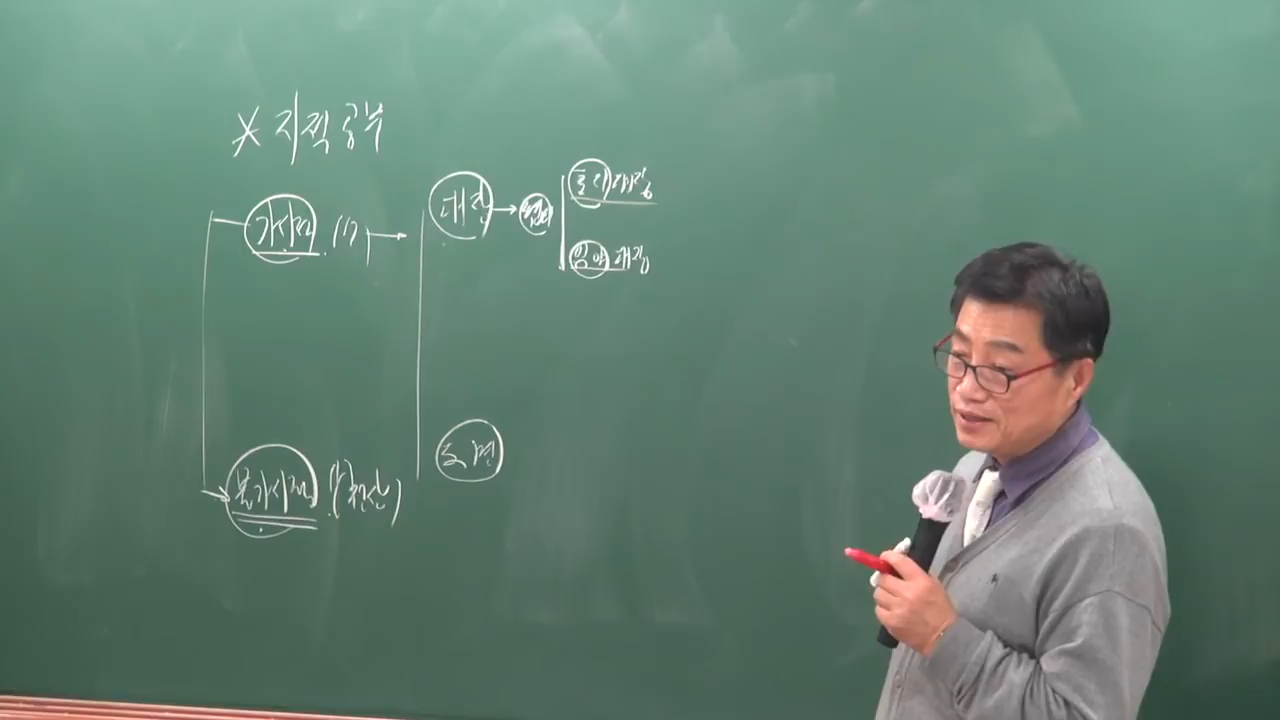 * 지적공부
가시적
대장 →
토지대장
임야대장
도면
불가시적 (전산)